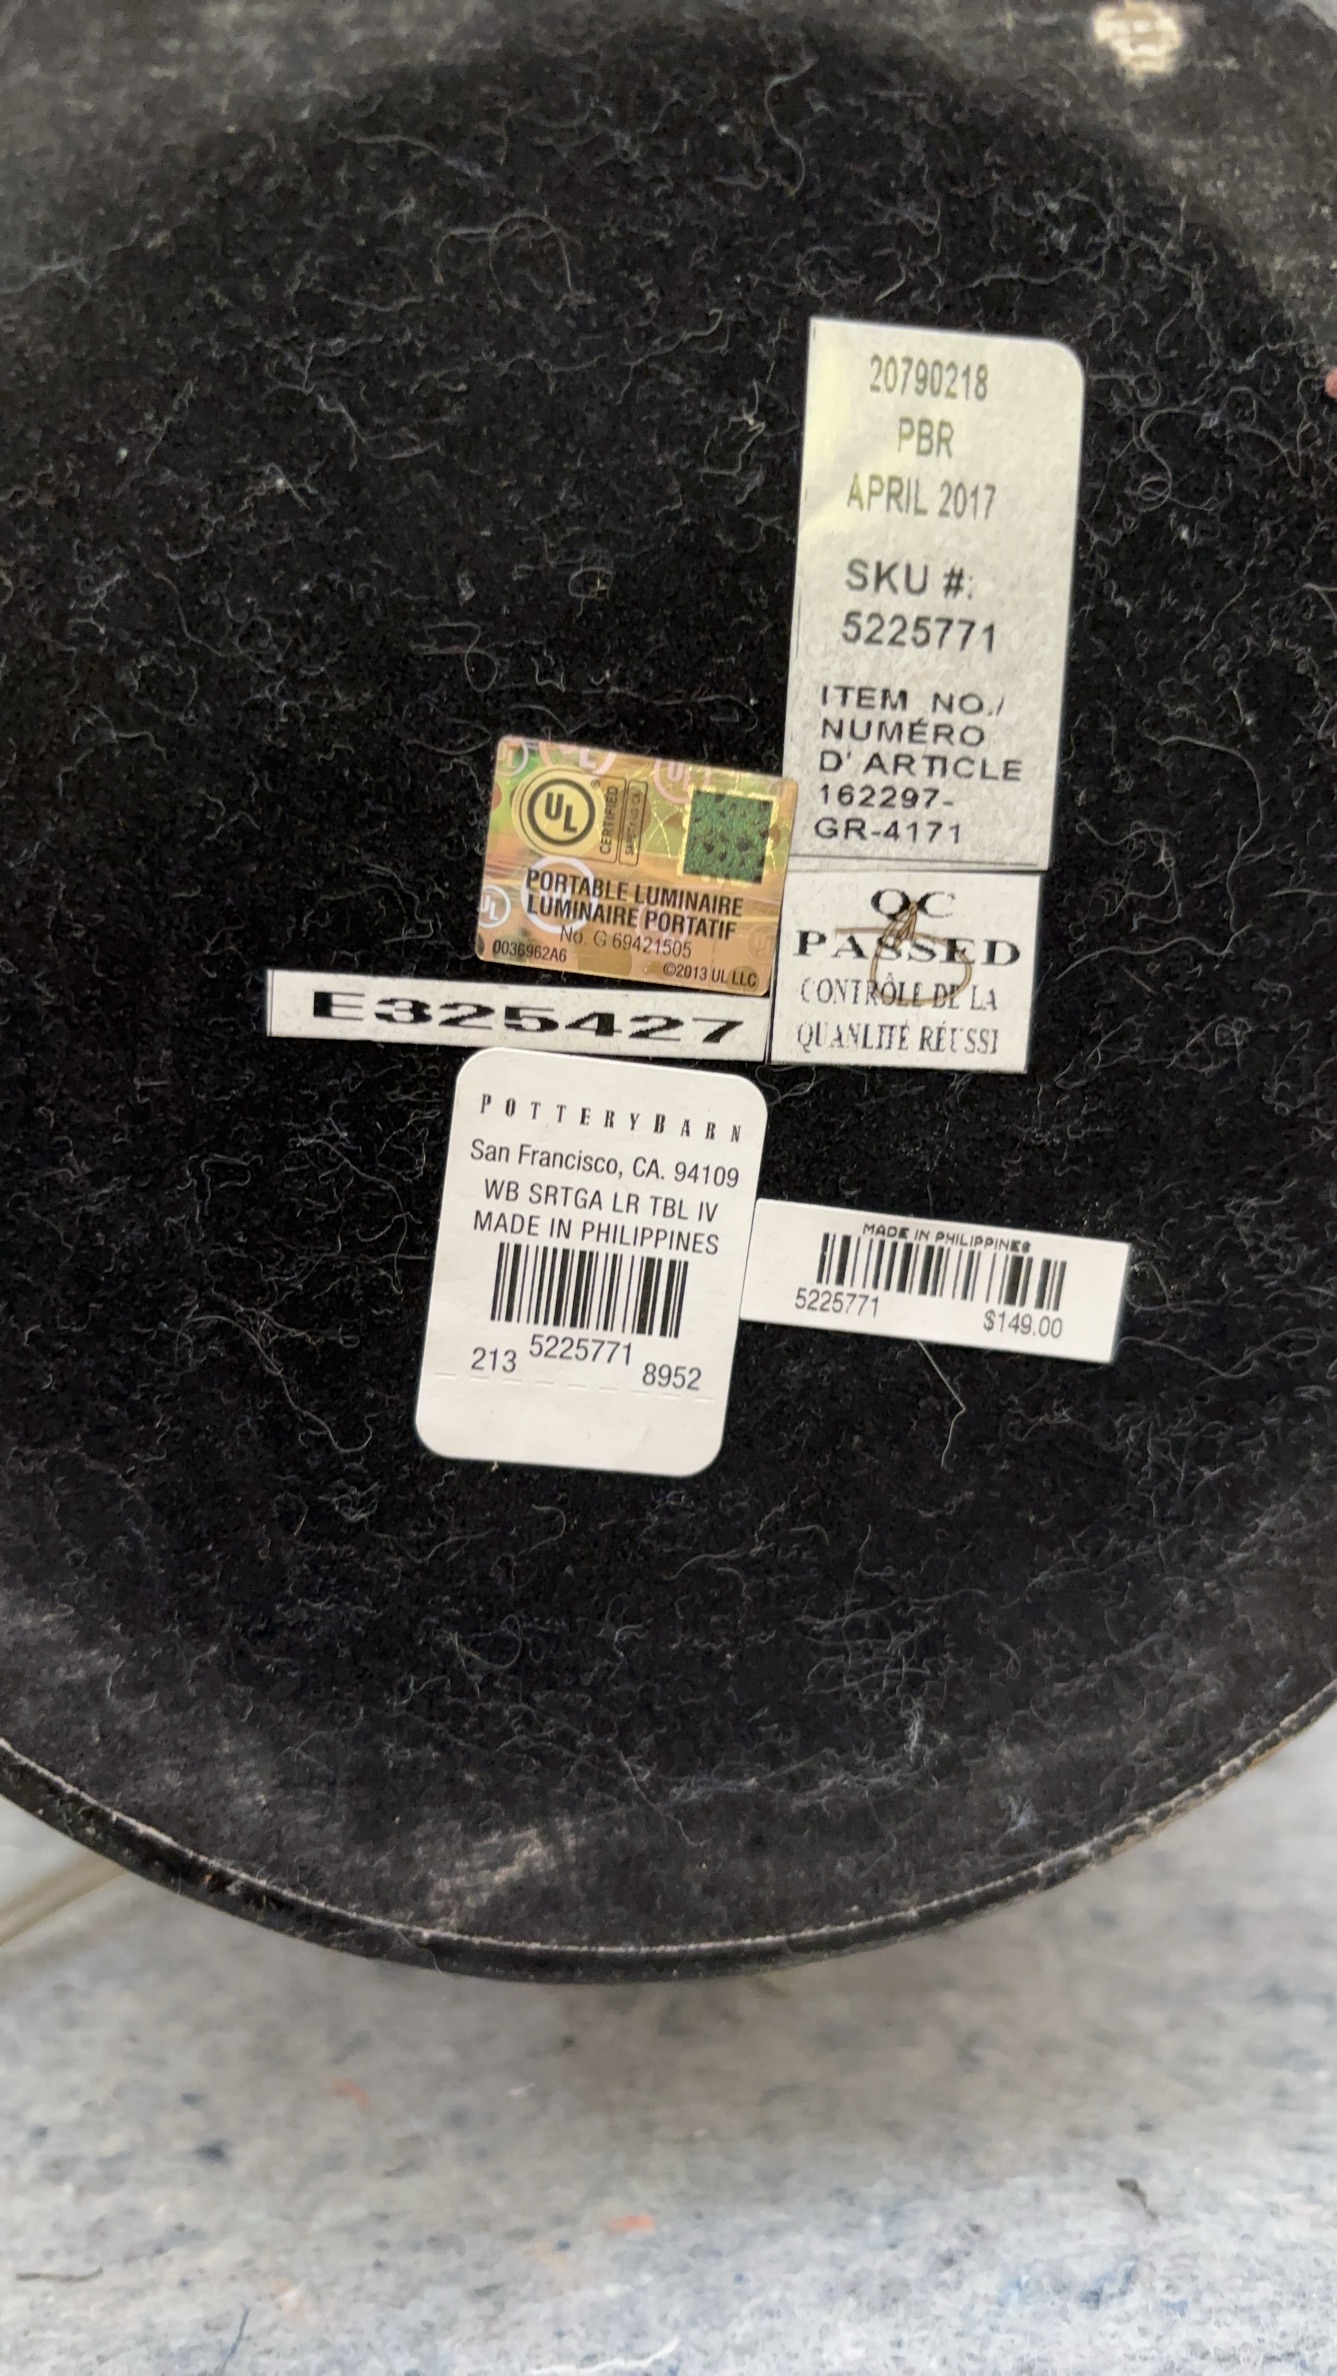 20790218
PBR
APRIL 2017
SKU #:
5225771
ITEM NO./
NUMÉRO
D' ARTICLE
162297-
GR-4171
UL
CERTIFIED
PORTABLE LUMINAIRE
LUMINAIRE PORTATIF
No. G 69421505
0036962A6
©2013 UL LLC
QC
PASSED
CONTRÔLE DE LA
QUANLITÉ RÉUSSI
E325427
POTTERY BARN
San Francisco, CA. 94109
WB SRTGA LR TBL IV
MADE IN PHILIPPINES
213 5225771 8952
MADE IN PHILIPPINES
5225771 $149.00